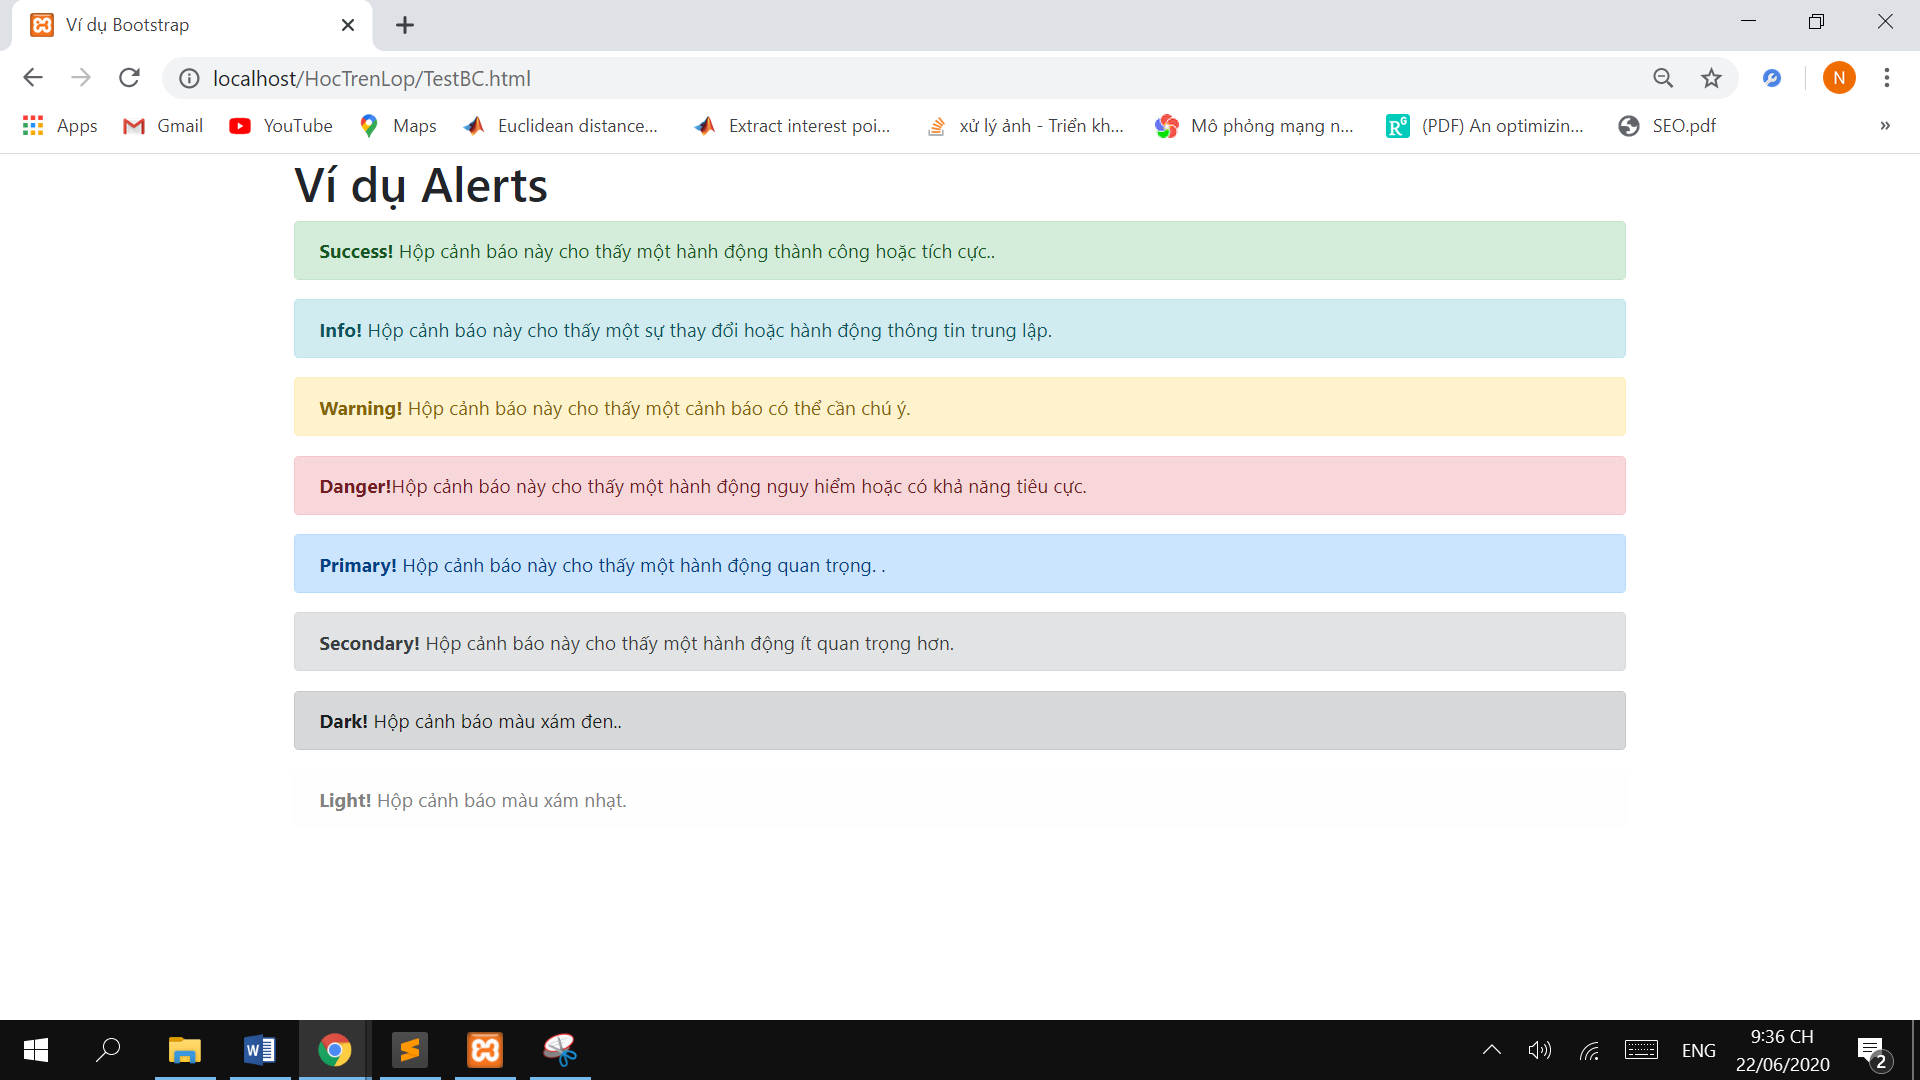 Ví dụ Bootstrap
localhost/HocTrenLop/TestBC.html
N
Apps Gmail YouTube Maps Euclidean distance... Extract interest poi... xử lý ảnh - Triển kh... Mô phỏng mạng n... (PDF) An optimizin... SEO.pdf »
Ví dụ Alerts
Success! Hộp cảnh báo này cho thấy một hành động thành công hoặc tích cực..
Info! Hộp cảnh báo này cho thấy một sự thay đổi hoặc hành động thông tin trung lập.
Warning! Hộp cảnh báo này cho thấy một cảnh báo có thể cần chú ý.
Danger!Hộp cảnh báo này cho thấy một hành động nguy hiểm hoặc có khả năng tiêu cực.
Primary! Hộp cảnh báo này cho thấy một hành động quan trọng. .
Secondary! Hộp cảnh báo này cho thấy một hành động ít quan trọng hơn.
Dark! Hộp cảnh báo màu xám đen..
Light! Hộp cảnh báo màu xám nhạt.
ENG
9:36 CH
22/06/2020
2